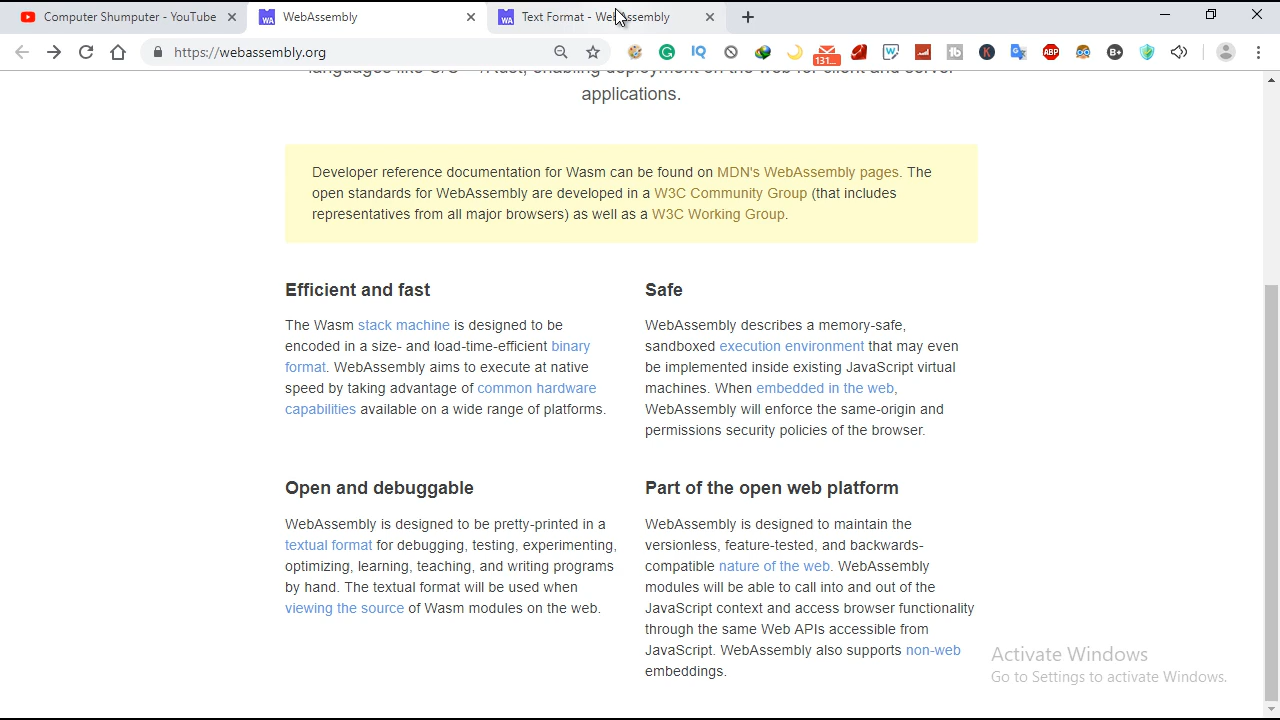 Computer Shumputer - YouTube
WebAssembly
Text Format - WebAssembly
https://webassembly.org
131...
applications.
Developer reference documentation for Wasm can be found on MDN's WebAssembly pages. The
open standards for WebAssembly are developed in a W3C Community Group (that includes
representatives from all major browsers) as well as a W3C Working Group.
Efficient and fast
The Wasm stack machine is designed to be
encoded in a size- and load-time-efficient binary
format. WebAssembly aims to execute at native
speed by taking advantage of common hardware
capabilities available on a wide range of platforms.
Safe
WebAssembly describes a memory-safe,
sandboxed execution environment that may even
be implemented inside existing JavaScript virtual
machines. When embedded in the web,
WebAssembly will enforce the same-origin and
permissions security policies of the browser.
Open and debuggable
WebAssembly is designed to be pretty-printed in a
textual format for debugging, testing, experimenting,
optimizing, learning, teaching, and writing programs
by hand. The textual format will be used when
viewing the source of Wasm modules on the web.
Part of the open web platform
WebAssembly is designed to maintain the
versionless, feature-tested, and backwards-
compatible nature of the web. WebAssembly
modules will be able to call into and out of the
JavaScript context and access browser functionality
through the same Web APIs accessible from
JavaScript. WebAssembly also supports non-web
embeddings.
Activate Windows
Go to Settings to activate Windows.